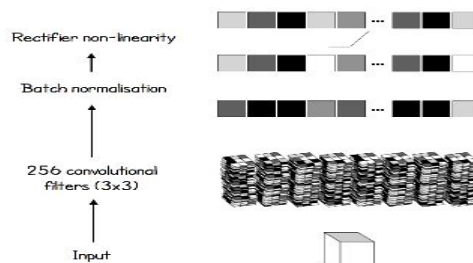 Rectifier non-linearity
Batch normalisation
256 convolutional
filters (3x3)
Input